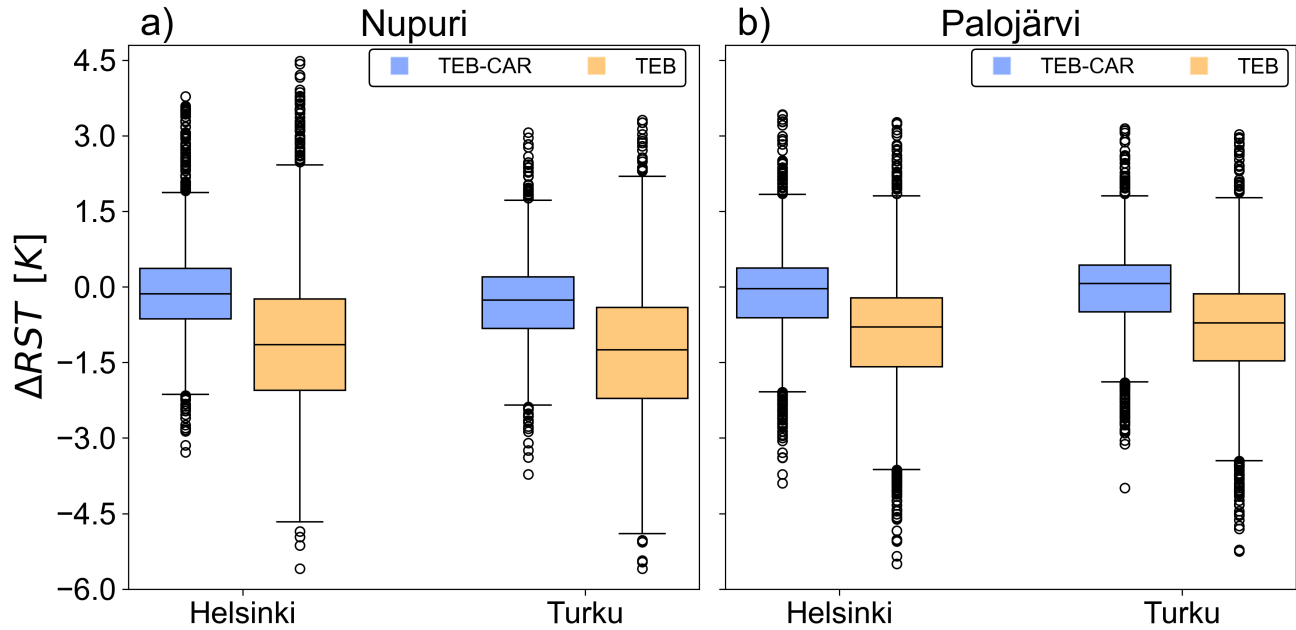 a) Nupuri
b) Palojärvi
TEB-CAR TEB
TEB-CAR TEB
ΔRST [K]
4.5
3.0
1.5
0.0
−1.5
−3.0
−4.5
−6.0
Helsinki Turku
Helsinki Turku